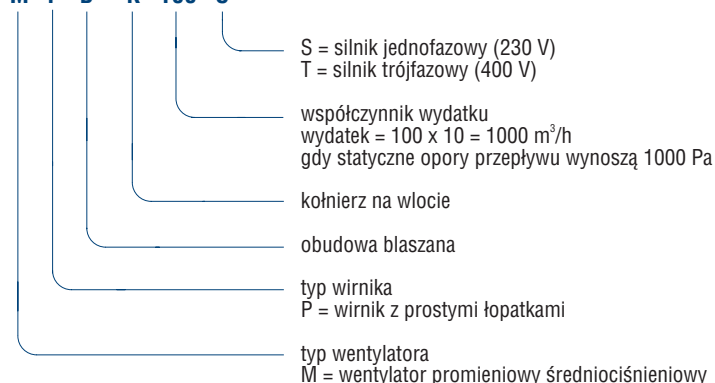 S = silnik jednofazowy (230 V)
T = silnik trójfazowy (400 V)
współczynnik wydatku
wydatek = 100 x 10 = 1000 m³/h
gdy statyczne opory przepływu wynoszą 1000 Pa
kołnierz na wlocie
obudowa blaszana
typ wirnika
P = wirnik z prostymi łopatkami
typ wentylatora
M = wentylator promieniowy średniociśnieniowy